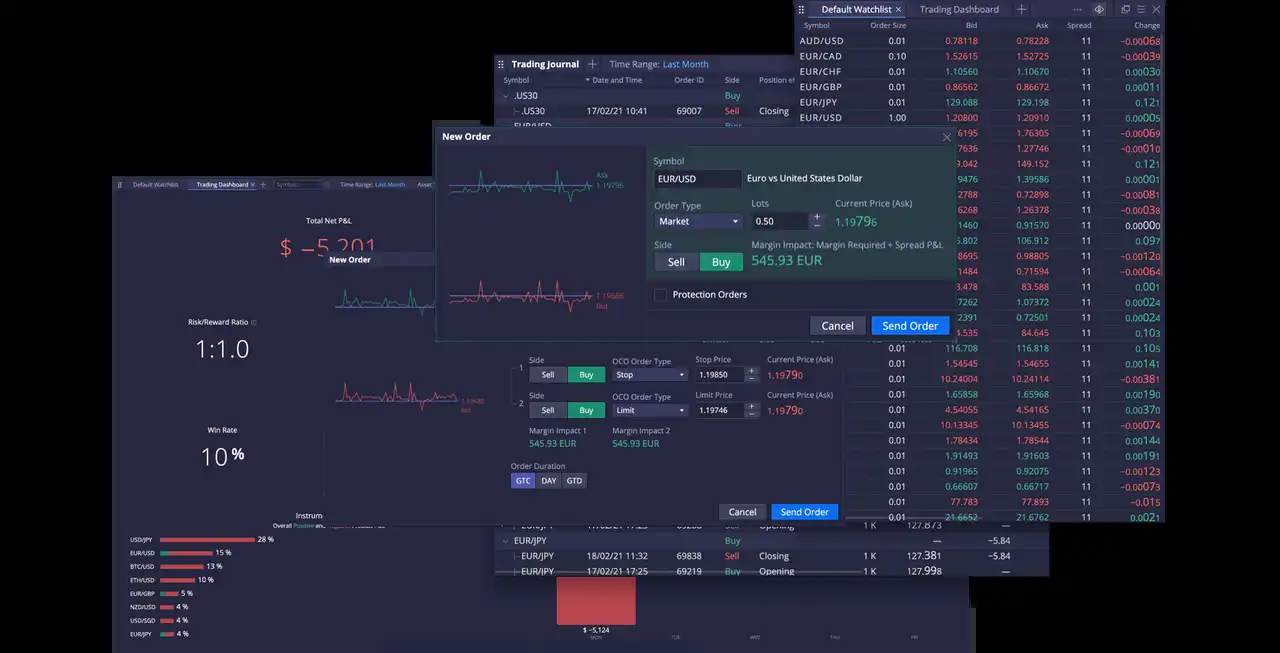 Default Watchlist × Trading Dashboard
Symbol Order Size Bid Ask Spread Change
AUD/USD 0.01 0.78118 0.78228 11 −0.00068
EUR/CAD 0.10 1.52615 1.52725 11 −0.00039
EUR/CHF 0.01 1.10560 1.10670 11 0.00030
EUR/GBP 0.01 0.86562 0.86672 11 0.00011
EUR/JPY 0.01 129.088 129.198 11 0.121
EUR/USD 1.00 1.20800 1.20910 11 0.00005
6195 1.76305 11 −0.00069
7636 1.27746 11 −0.00010
9.042 149.152 11 0.121
9476 1.39586 11 0.00001
2788 0.92898 11 −0.00081
6268 1.26378 11 −0.00038
1460 0.91570 11 0.00000
5.802 106.912 11 0.097
8695 0.98805 11 −0.00120
1484 0.71594 11 −0.00064
3.478 83.588 11 0.001
7262 1.07372 11 0.00024
2391 0.72501 11 0.00024
4.535 84.645 11 0.103
0.01 116.708 116.818 11 0.105
0.01 1.54545 1.54655 11 0.00141
0.01 10.24004 10.24114 11 −0.00381
0.01 1.65858 1.65968 11 0.00190
0.01 4.54055 4.54165 11 0.00370
0.01 10.13345 10.13455 11 −0.00074
0.01 1.78434 1.78544 11 0.00144
0.01 1.91493 1.91603 11 0.00191
0.01 0.91965 0.92075 11 −0.00123
0.01 0.66607 0.66717 11 −0.00073
0.01 77.783 77.893 11 −0.015
0.01 21.6652 21.6762 11 0.0021
Trading Journal Time Range: Last Month
Symbol Date and Time Order ID Side Position ef
.US30 Buy
.US30 17/02/21 10:41 69007 Sell Closing
EUR/USD Buy
New Order
Ask
1.19796
1.19686
Symbol
EUR/USD Euro vs United States Dollar
Order Type Lots Current Price (Ask)
Market 0.50 1.19796
Side Margin Impact: Margin Required + Spread P&L
Sell Buy 545.93 EUR
Protection Orders
Cancel Send Order
Default Watchlist Trading Dashboard × Symbol... Time Range: Last Month Asset
Total Net P&L
$ −5,201
New Order
Risk/Reward Ratio
1:1.0
Win Rate
10%
Side OCO Order Type Stop Price Current Price (Ask)
1 Sell Buy Stop 1.19850 1.19790
Side OCO Order Type Limit Price Current Price (Ask)
2 Sell Buy Limit 1.19746 1.19790
Margin Impact 1 Margin Impact 2
545.93 EUR 545.93 EUR
Order Duration
GTC DAY GTD
Cancel Send Order
Instrum
Overall Positive an
USD/JPY 28 %
EUR/USD 15 %
BTC/USD 13 %
ETH/USD 10 %
EUR/GBP 5 %
NZD/USD 4 %
USD/SGD 4 %
EUR/JPY 4 %
EUR/JPY 17/02/21 17:25 Sell Opening 1 K 127.873 —
EUR/JPY Buy — −5.84
EUR/JPY 18/02/21 11:32 69838 Sell Closing 1 K 127.381 −5.84
EUR/JPY 17/02/21 17:25 69219 Buy Opening 1 K 127.998 —
$ −5,124
MON TUE WED THU FRI